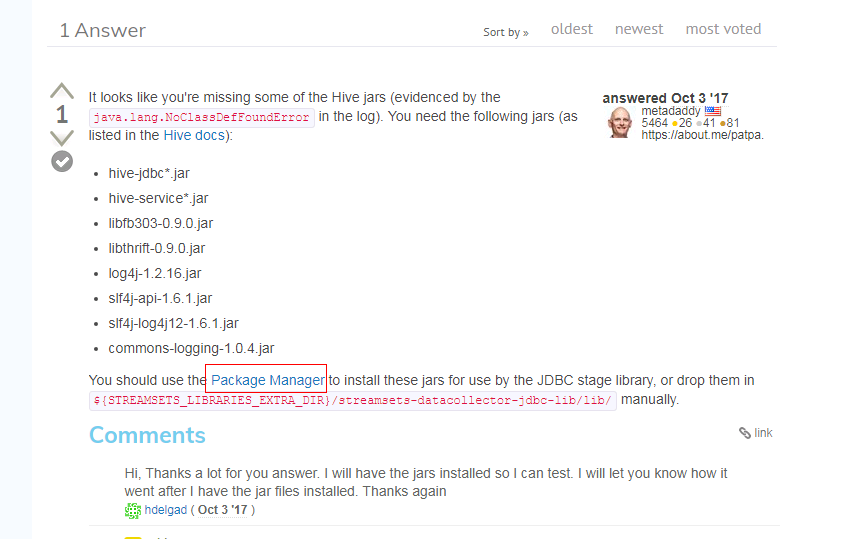 1 Answer
Sort by » oldest newest most voted
1
It looks like you're missing some of the Hive jars (evidenced by the
java.lang.NoClassDefFoundError in the log). You need the following jars (as
listed in the Hive docs):
answered Oct 3 '17
metadaddy
5464 ●26 ●41 ●81
https://about.me/patpa.
• hive-jdbc*.jar
• hive-service*.jar
• libfb303-0.9.0.jar
• libthrift-0.9.0.jar
• log4j-1.2.16.jar
• slf4j-api-1.6.1.jar
• slf4j-log4j12-1.6.1.jar
• commons-logging-1.0.4.jar
You should use the Package Manager to install these jars for use by the JDBC stage library, or drop them in
${STREAMSETS_LIBRARIES_EXTRA_DIR}/streamsets-datacollector-jdbc-lib/lib/ manually.
Comments
link
Hi, Thanks a lot for you answer. I will have the jars installed so I can test. I will let you know how it
went after I have the jar files installed. Thanks again
hdelgad ( Oct 3 '17 )